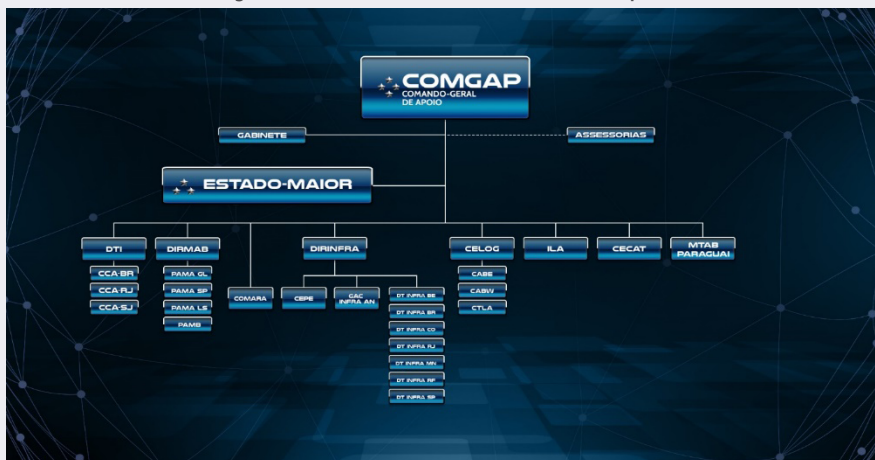 COMGAP
COMANDO-GERAL
DE APOIO
GABINETE
ASSESSORIAS
ESTADO-MAIOR
DTI
DIRMAB
DIRINFRA
CELOG
ILA
CECAT
MTAB
PARAGUAI
CCA-BR
CCA-RJ
CCA-SJ
PAMA GL
PAMA SP
PAMA LS
PAMB
COMARA
CEPE
GAC
INFRA AN
DT INFRA BE
DT INFRA BR
DT INFRA CO
DT INFRA RJ
DT INFRA MN
DT INFRA RF
DT INFRA SP
CABE
CABW
CTLA